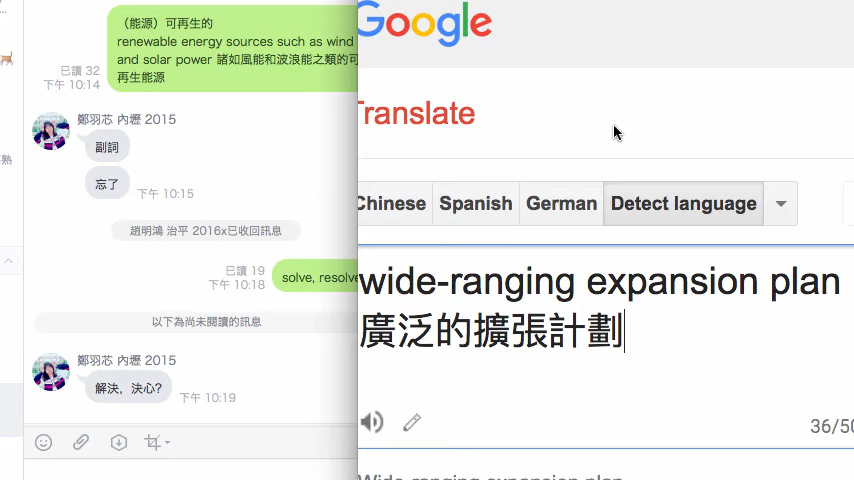 （能源）可再生的
renewable energy sources such as wind
and solar power 諸如風能和波浪能之類的可
再生能源
已讀 32
下午 10:14
鄭羽芯 內壢 2015
副詞
忘了
下午 10:15
趙明鴻 治平 2016x已收回訊息
已讀 19
下午 10:18
solve, resolve
以下為尚未閱讀的訊息
鄭羽芯 內壢 2015
解決，決心?
下午 10:19
熟
Google
Translate
Chinese
Spanish
German
Detect language
wide-ranging expansion plan
廣泛的擴張計劃
36/50
Wide-ranging expansion plan